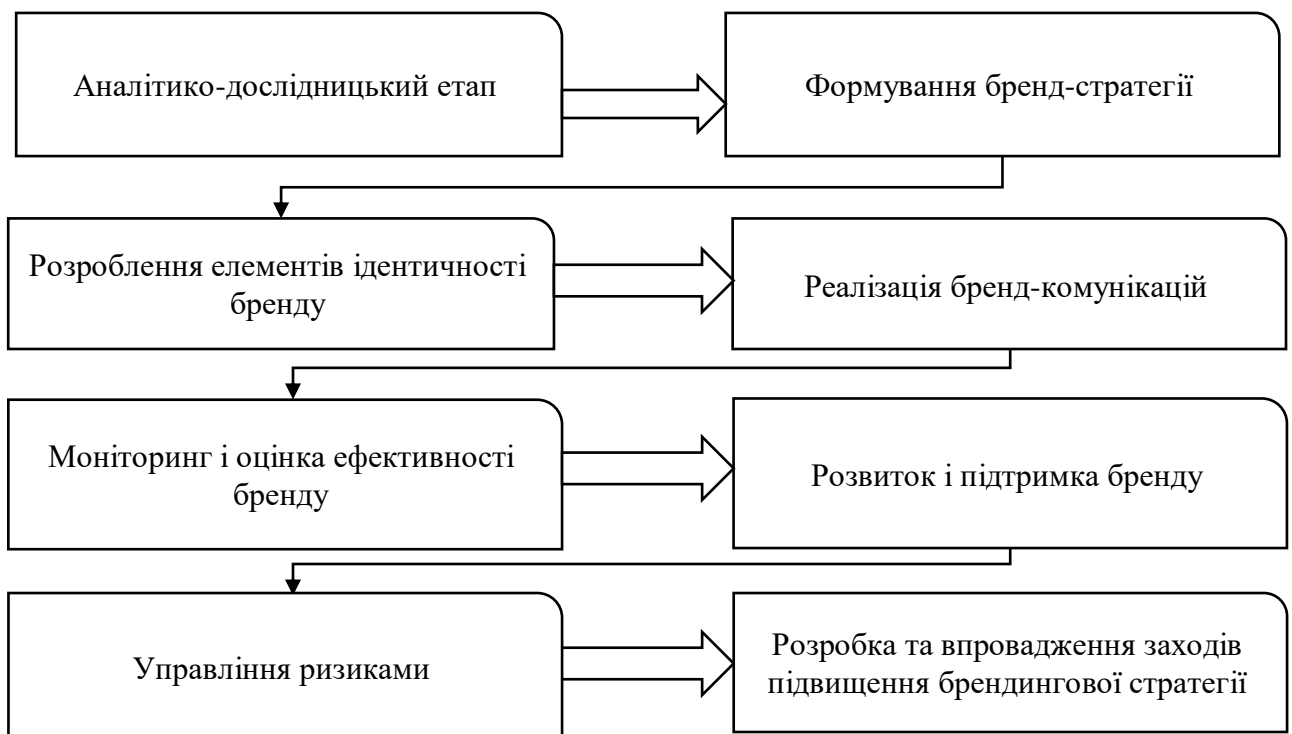 Аналітико-дослідницький етап
Формування бренд-стратегії
Розроблення елементів ідентичності
бренду
Реалізація бренд-комунікацій
Моніторинг і оцінка ефективності
бренду
Розвиток і підтримка бренду
Управління ризиками
Розробка та впровадження заходів
підвищення брендингової стратегії